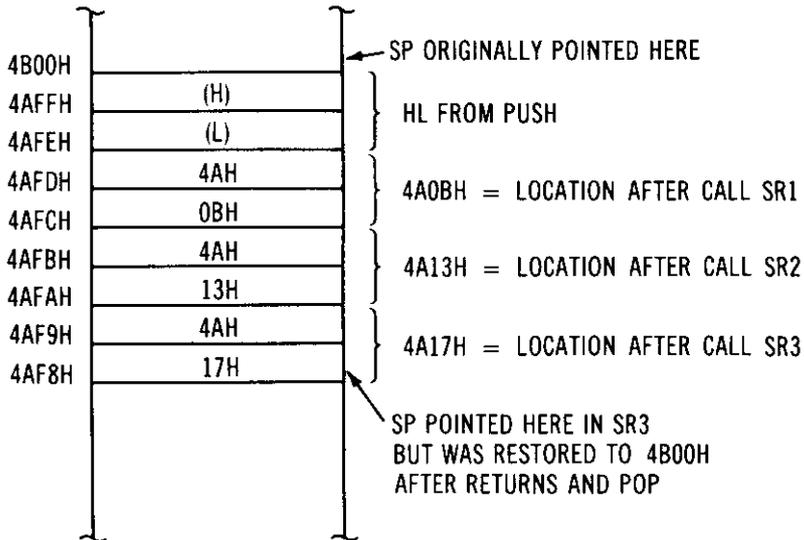 SP ORIGINALLY POINTED HERE
4B00H
4AFFH (H)
HL FROM PUSH
4AFEH (L)
4AFDH 4AH
4A0BH = LOCATION AFTER CALL SR1
4AFCH 0BH
4AFBH 4AH
4A13H = LOCATION AFTER CALL SR2
4AFAH 13H
4AF9H 4AH
4A17H = LOCATION AFTER CALL SR3
4AF8H 17H
SP POINTED HERE IN SR3
BUT WAS RESTORED TO 4B00H
AFTER RETURNS AND POP